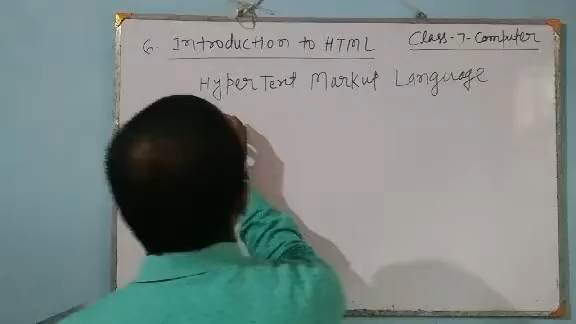 6. Introduction to HTML Class-7-Computer
HyperText Markup Language